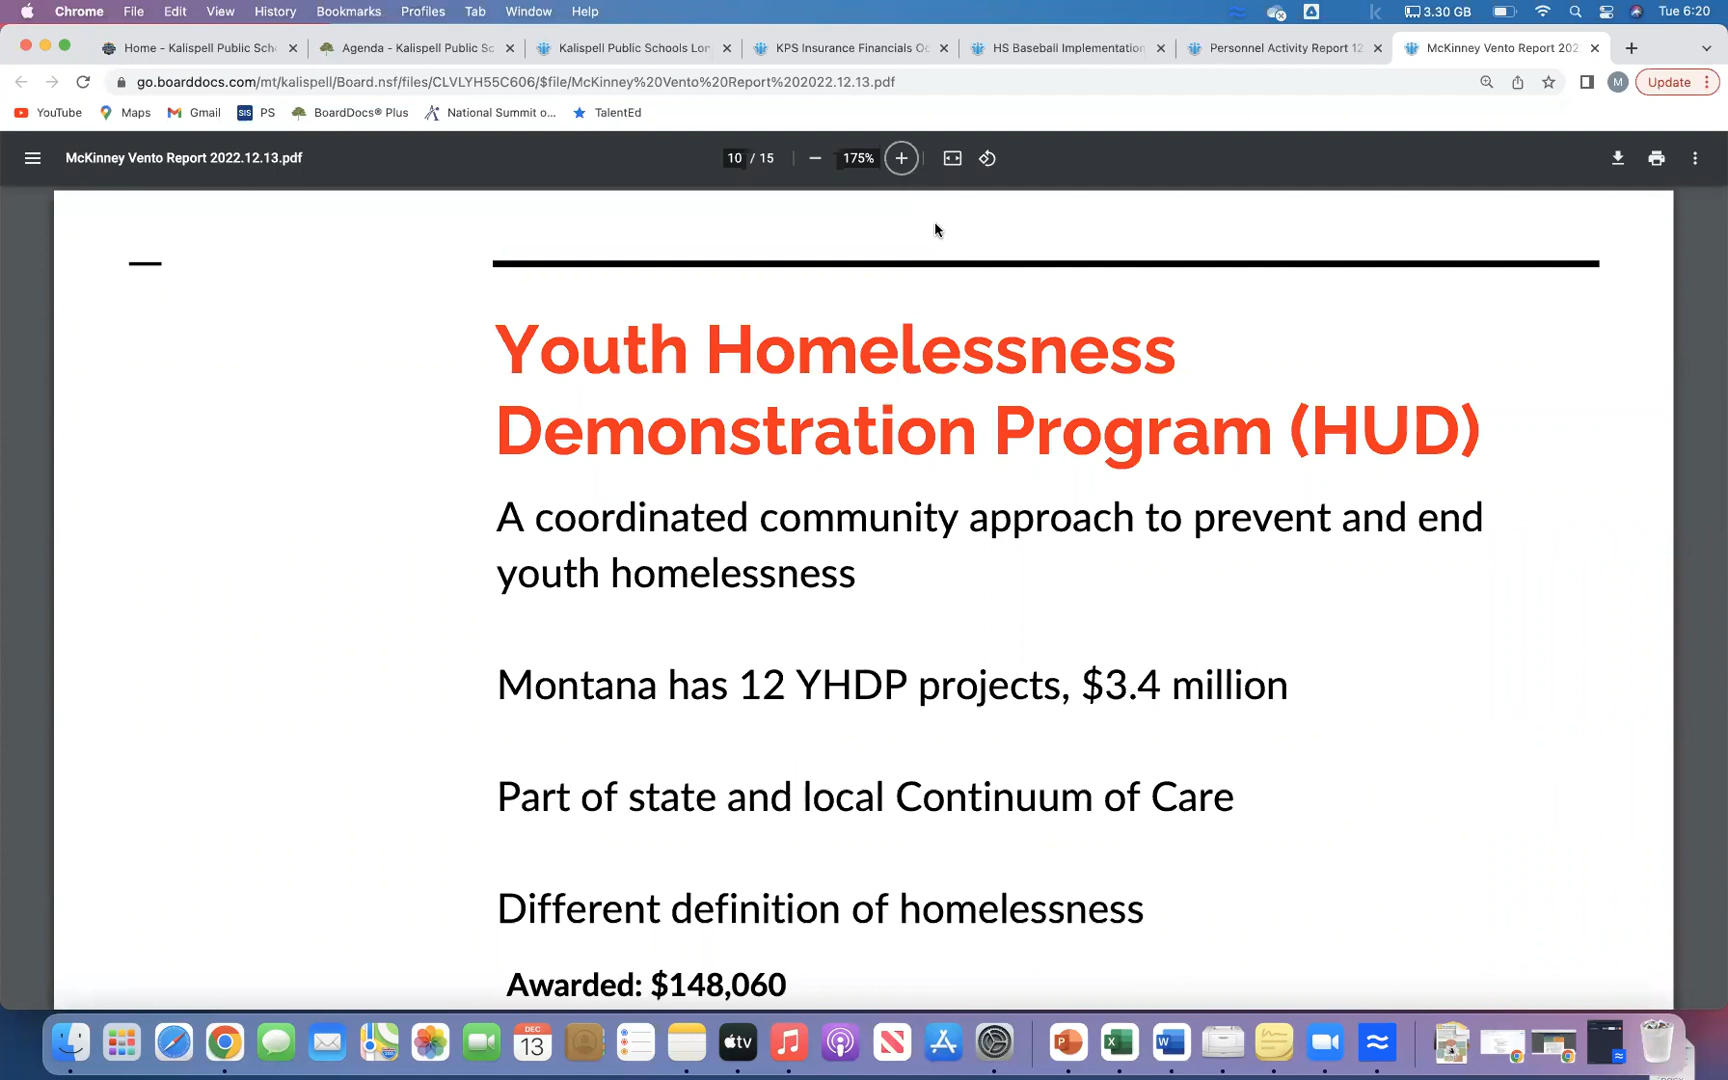 Chrome File Edit View History Bookmarks Profiles Tab Window Help 3.30 GB Tue 6:20
Home - Kalispell Public Sch Agenda - Kalispell Public Sc Kalispell Public Schools Lon KPS Insurance Financials Oc HS Baseball Implementation Personnel Activity Report 12 McKinney Vento Report 202
go.boarddocs.com/mt/kalispell/Board.nsf/files/CLVLYH55C606/$file/McKinney%20Vento%20Report%202022.12.13.pdf M Update
YouTube Maps Gmail SIS PS BoardDocs® Plus National Summit o... TalentEd
McKinney Vento Report 2022.12.13.pdf 10 / 15 175%
Youth Homelessness
Demonstration Program (HUD)
A coordinated community approach to prevent and end
youth homelessness
Montana has 12 YHDP projects, $3.4 million
Part of state and local Continuum of Care
Different definition of homelessness
Awarded: $148,060
DEC
13
tv